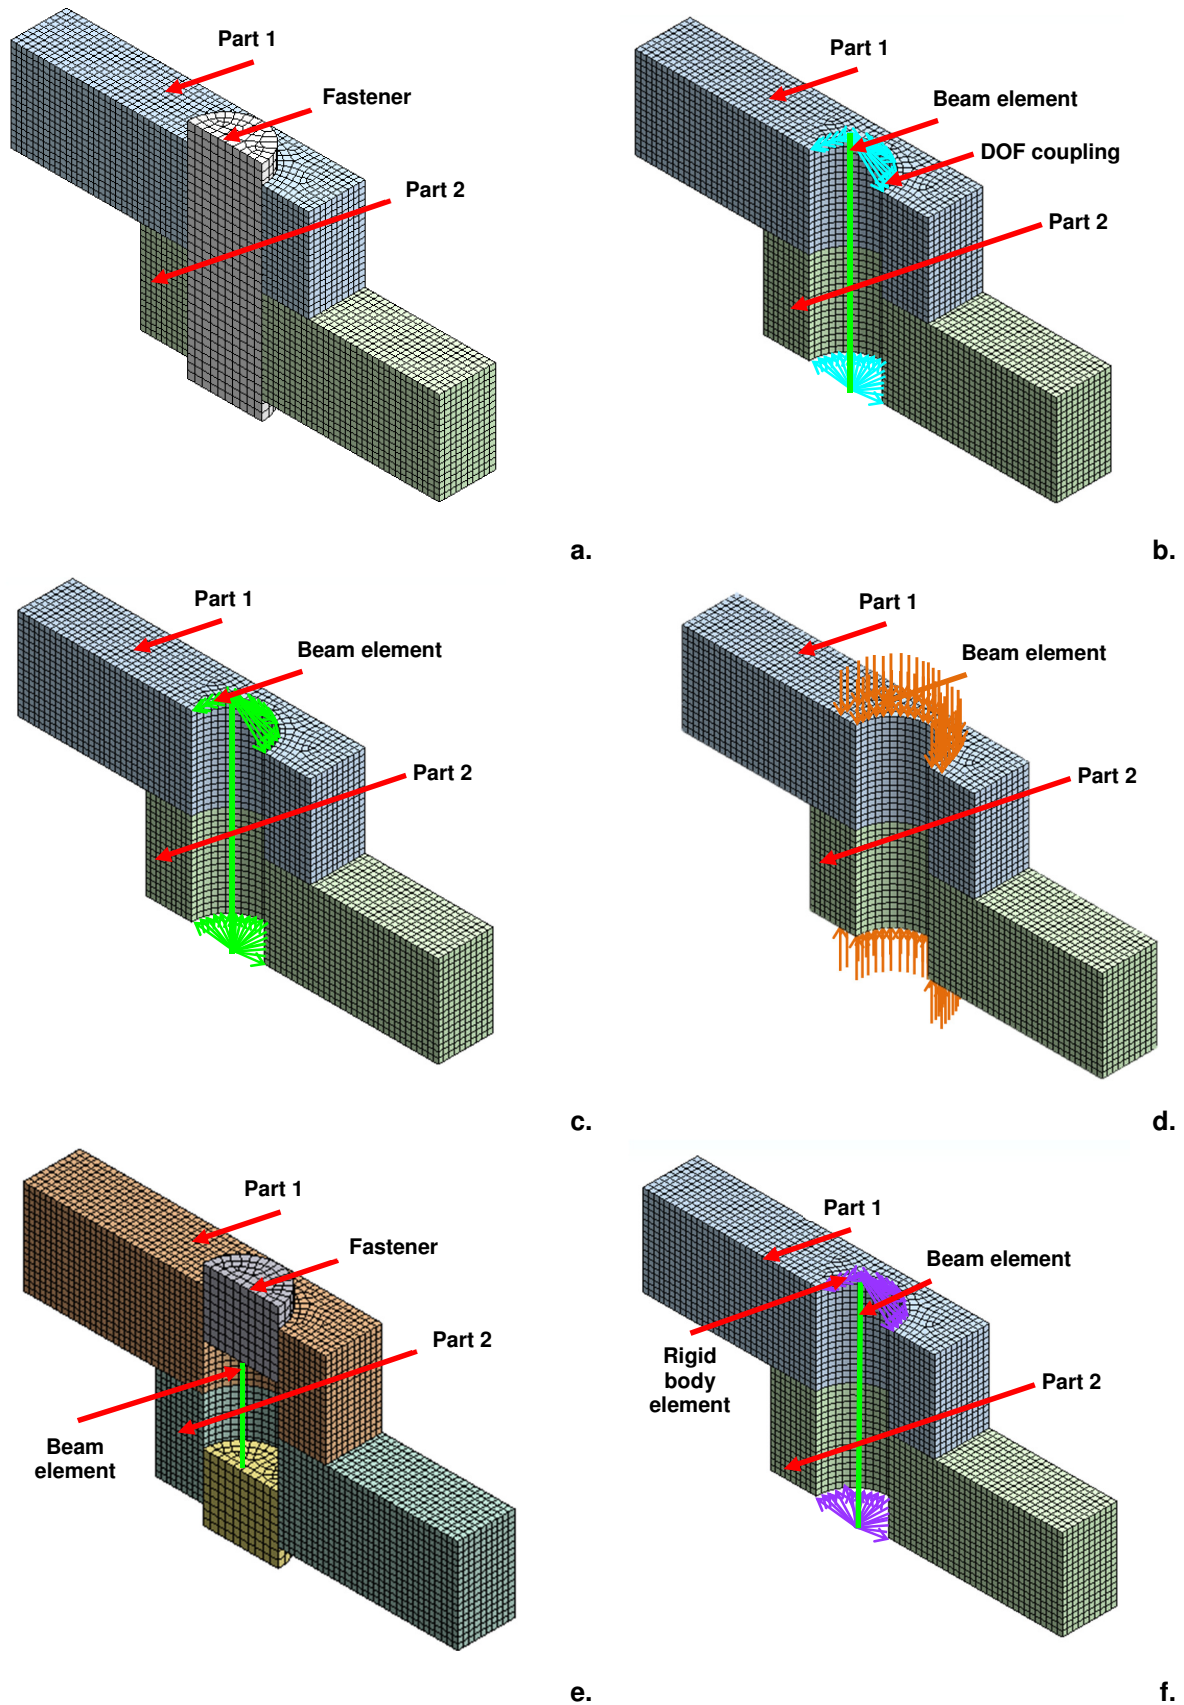 Part 1
Fastener
Part 2
a.
Part 1
Beam element
DOF coupling
Part 2
b.
Part 1
Beam element
Part 2
c.
Part 1
Beam element
Part 2
d.
Part 1
Fastener
Part 2
Beam
element
e.
Part 1
Beam element
Rigid
body
element
Part 2
f.